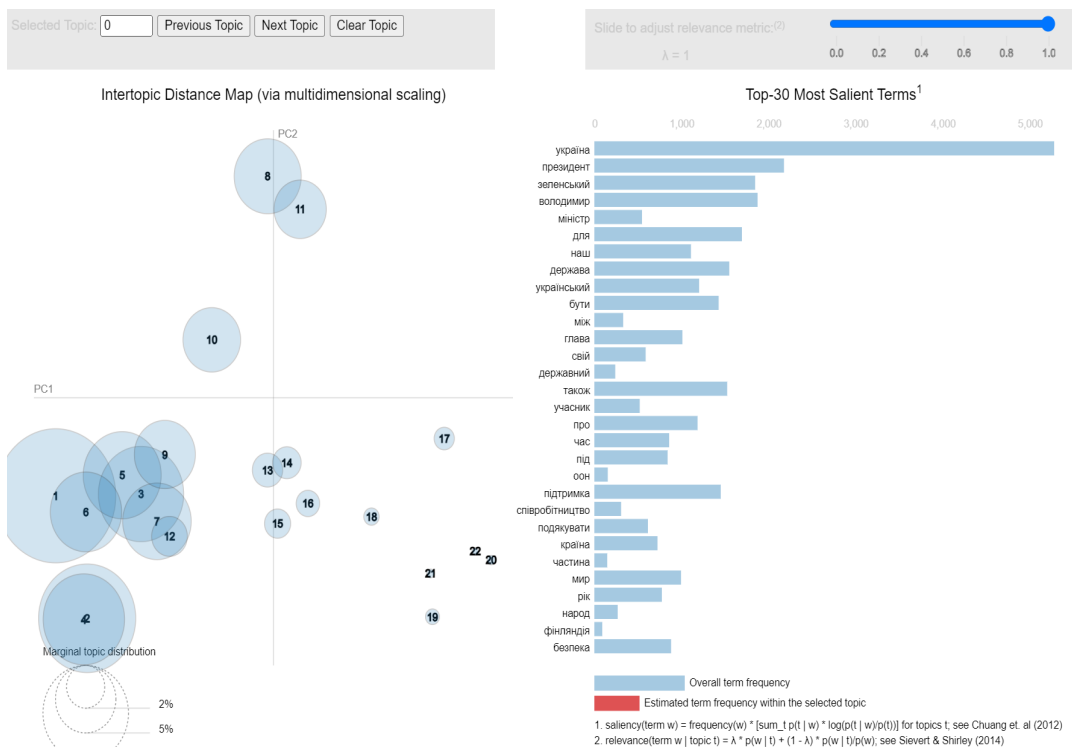 Selected Topic: 0 Previous Topic Next Topic Clear Topic
Slide to adjust relevance metric:(2)
λ = 1
0.0 0.2 0.4 0.6 0.8 1.0
Intertopic Distance Map (via multidimensional scaling)
PC2
PC1
8
11
10
17
9
14
13
5
1
3
16
6
7
15
18
12
22
20
21
19
4
2
Marginal topic distribution
2%
5%
Top-30 Most Salient Terms1
0 1,000 2,000 3,000 4,000 5,000
україна
президент
зеленський
володимир
міністр
для
наш
держава
український
бути
між
глава
свій
державний
також
учасник
про
час
під
оон
підтримка
співробітництво
подякувати
країна
частина
мир
рік
народ
фінляндія
безпека
Overall term frequency
Estimated term frequency within the selected topic
1. saliency(term w) = frequency(w) * [sum_t p(t | w) * log(p(t | w)/p(t))] for topics t; see Chuang et. al (2012)
2. relevance(term w | topic t) = λ * p(w | t) + (1 - λ) * p(w | t)/p(w); see Sievert & Shirley (2014)